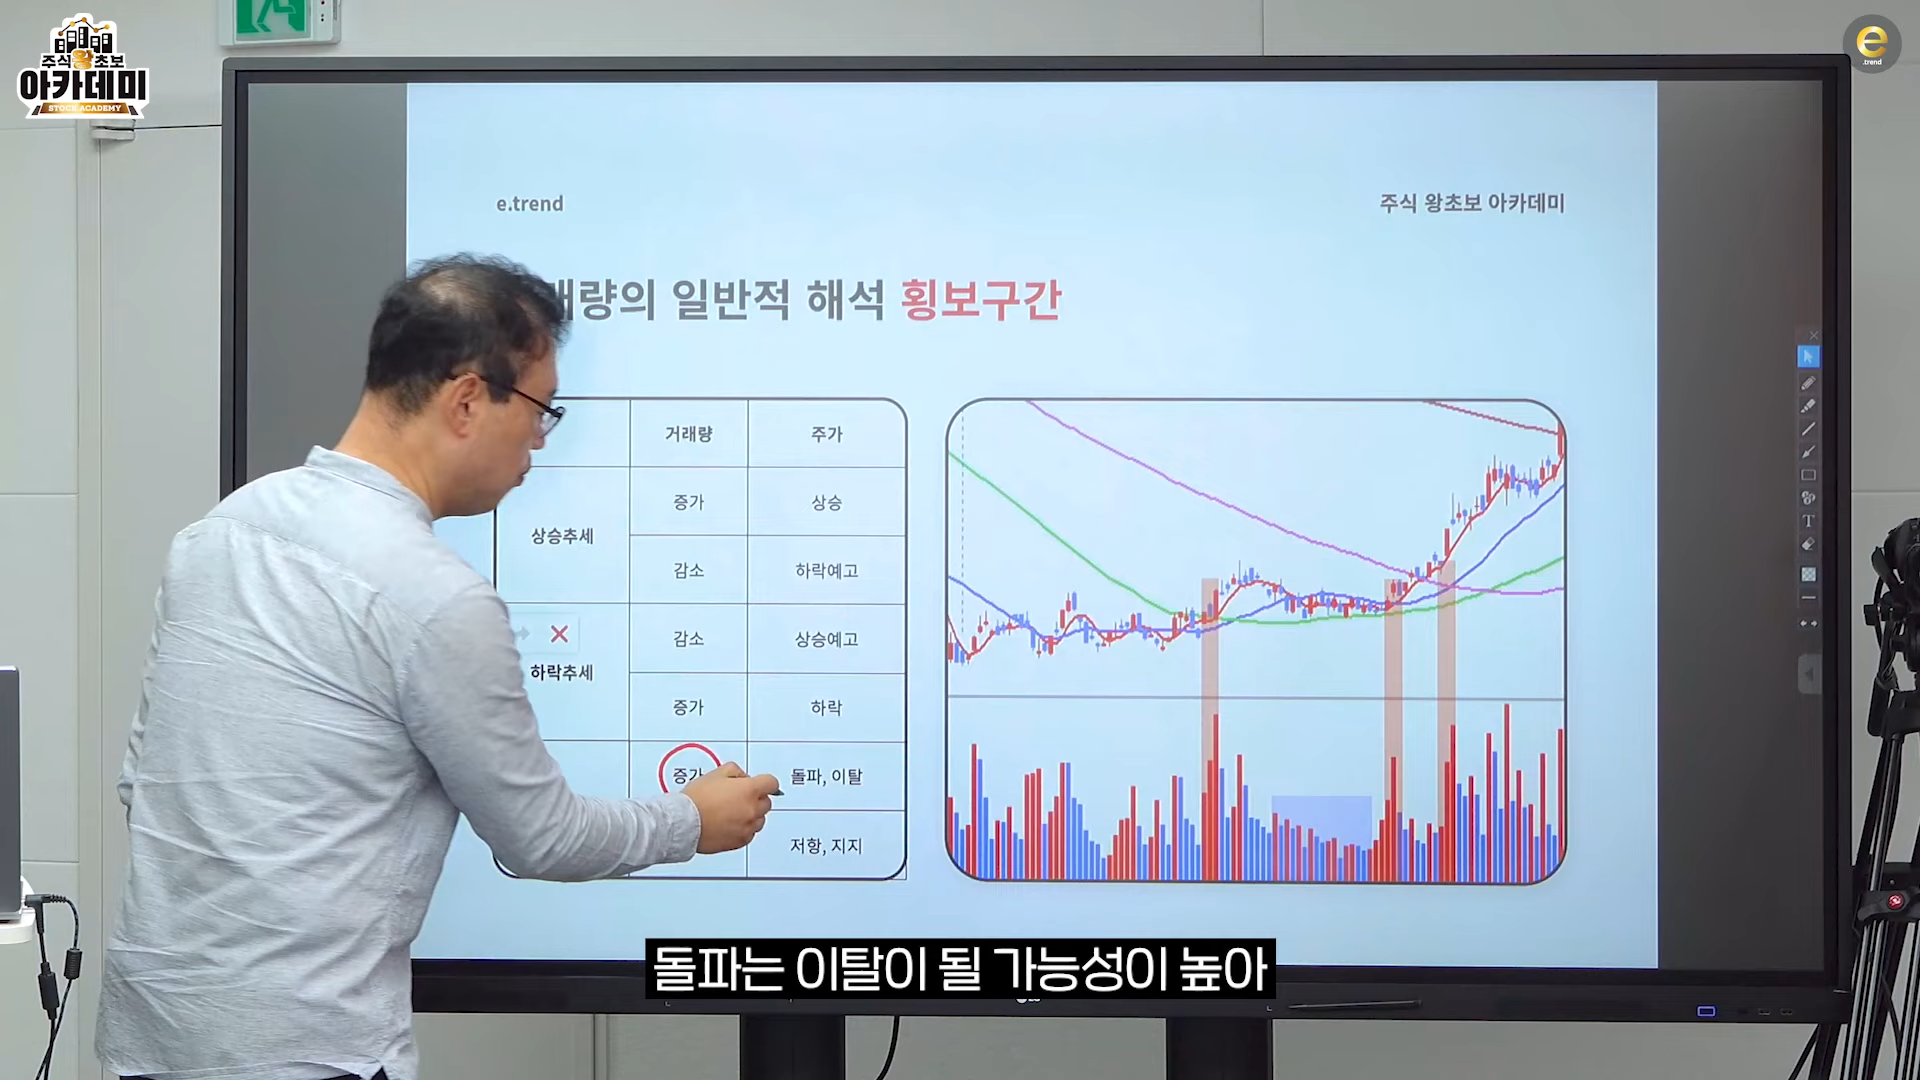 주식왕초보
아카데미
STOCK ACADEMY
e
.trend
e.trend
주식 왕초보 아카데미
래량의 일반적 해석 횡보구간
거래량 주가
상승추세
증가 상승
감소 하락예고
하락추세
감소 상승예고
증가 하락
증가 돌파, 이탈
저항, 지지
T
돌파는 이탈이 될 가능성이 높아